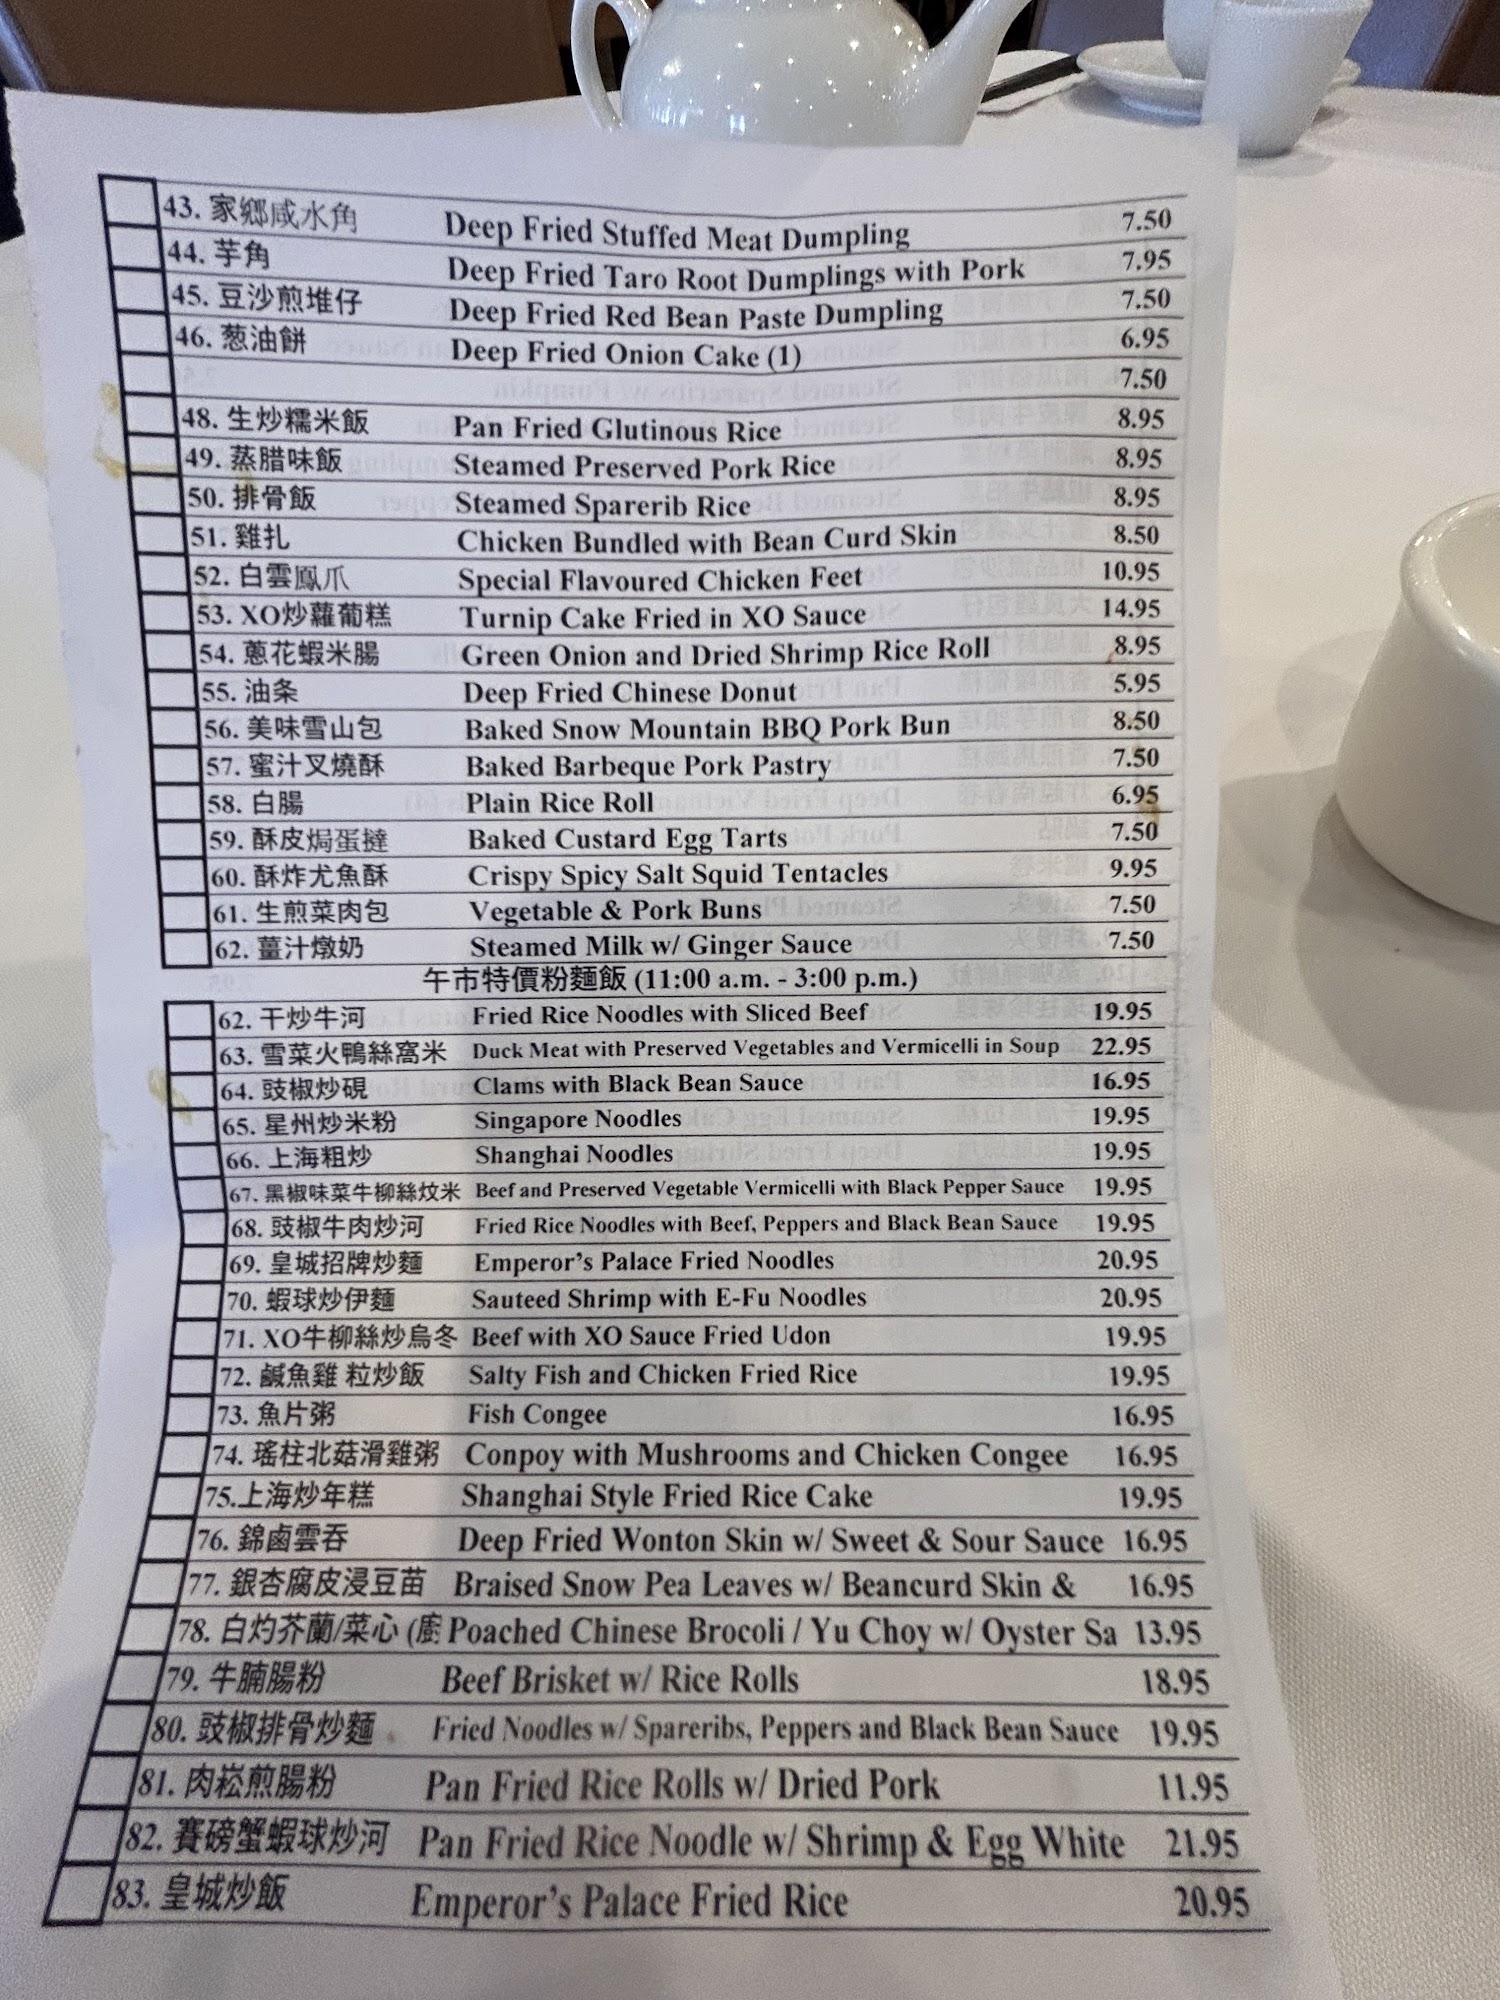 43. 家鄉咸水角 Deep Fried Stuffed Meat Dumpling 7.50
44. 芋角 Deep Fried Taro Root Dumplings with Pork 7.95
45. 豆沙煎堆仔 Deep Fried Red Bean Paste Dumpling 7.50
46. 葱油餅 Deep Fried Onion Cake (1) 6.95
7.50
48. 生炒糯米飯 Pan Fried Glutinous Rice 8.95
49. 蒸腊味飯 Steamed Preserved Pork Rice 8.95
50. 排骨飯 Steamed Sparerib Rice 8.95
51. 雞扎 Chicken Bundled with Bean Curd Skin 8.50
52. 白雲鳳爪 Special Flavoured Chicken Feet 10.95
53. XO炒蘿葡糕 Turnip Cake Fried in XO Sauce 14.95
54. 蔥花蝦米腸 Green Onion and Dried Shrimp Rice Roll 8.95
55. 油条 Deep Fried Chinese Donut 5.95
56. 美味雪山包 Baked Snow Mountain BBQ Pork Bun 8.50
57. 蜜汁叉燒酥 Baked Barbeque Pork Pastry 7.50
58. 白腸 Plain Rice Roll 6.95
59. 酥皮焗蛋撻 Baked Custard Egg Tarts 7.50
60. 酥炸尤魚酥 Crispy Spicy Salt Squid Tentacles 9.95
61. 生煎菜肉包 Vegetable & Pork Buns 7.50
62. 薑汁燉奶 Steamed Milk w/ Ginger Sauce 7.50
午市特價粉麵飯 (11:00 a.m. - 3:00 p.m.)
62. 干炒牛河 Fried Rice Noodles with Sliced Beef 19.95
63. 雪菜火鴨絲窩米 Duck Meat with Preserved Vegetables and Vermicelli in Soup 22.95
64. 豉椒炒硯 Clams with Black Bean Sauce 16.95
65. 星州炒米粉 Singapore Noodles 19.95
66. 上海粗炒 Shanghai Noodles 19.95
67. 黑椒味菜牛柳絲炆米 Beef and Preserved Vegetable Vermicelli with Black Pepper Sauce 19.95
68. 豉椒牛肉炒河 Fried Rice Noodles with Beef, Peppers and Black Bean Sauce 19.95
69. 皇城招牌炒麵 Emperor's Palace Fried Noodles 20.95
70. 蝦球炒伊麵 Sauteed Shrimp with E-Fu Noodles 20.95
71. XO牛柳絲炒烏冬 Beef with XO Sauce Fried Udon 19.95
72. 鹹魚雞 粒炒飯 Salty Fish and Chicken Fried Rice 19.95
73. 魚片粥 Fish Congee 16.95
74. 瑤柱北菇滑雞粥 Conpoy with Mushrooms and Chicken Congee 16.95
75.上海炒年糕 Shanghai Style Fried Rice Cake 19.95
76. 錦鹵雲吞 Deep Fried Wonton Skin w/ Sweet & Sour Sauce 16.95
77. 銀杏腐皮浸豆苗 Braised Snow Pea Leaves w/ Beancurd Skin & 16.95
78. 白灼芥蘭/菜心 (廚 Poached Chinese Brocoli / Yu Choy w/ Oyster Sa 13.95
79. 牛腩腸粉 Beef Brisket w/ Rice Rolls 18.95
80. 豉椒排骨炒麵 Fried Noodles w/ Spareribs, Peppers and Black Bean Sauce 19.95
81. 肉崧煎腸粉 Pan Fried Rice Rolls w/ Dried Pork 11.95
82. 賽磅蟹蝦球炒河 Pan Fried Rice Noodle w/ Shrimp & Egg White 21.95
83. 皇城炒飯 Emperor's Palace Fried Rice 20.95